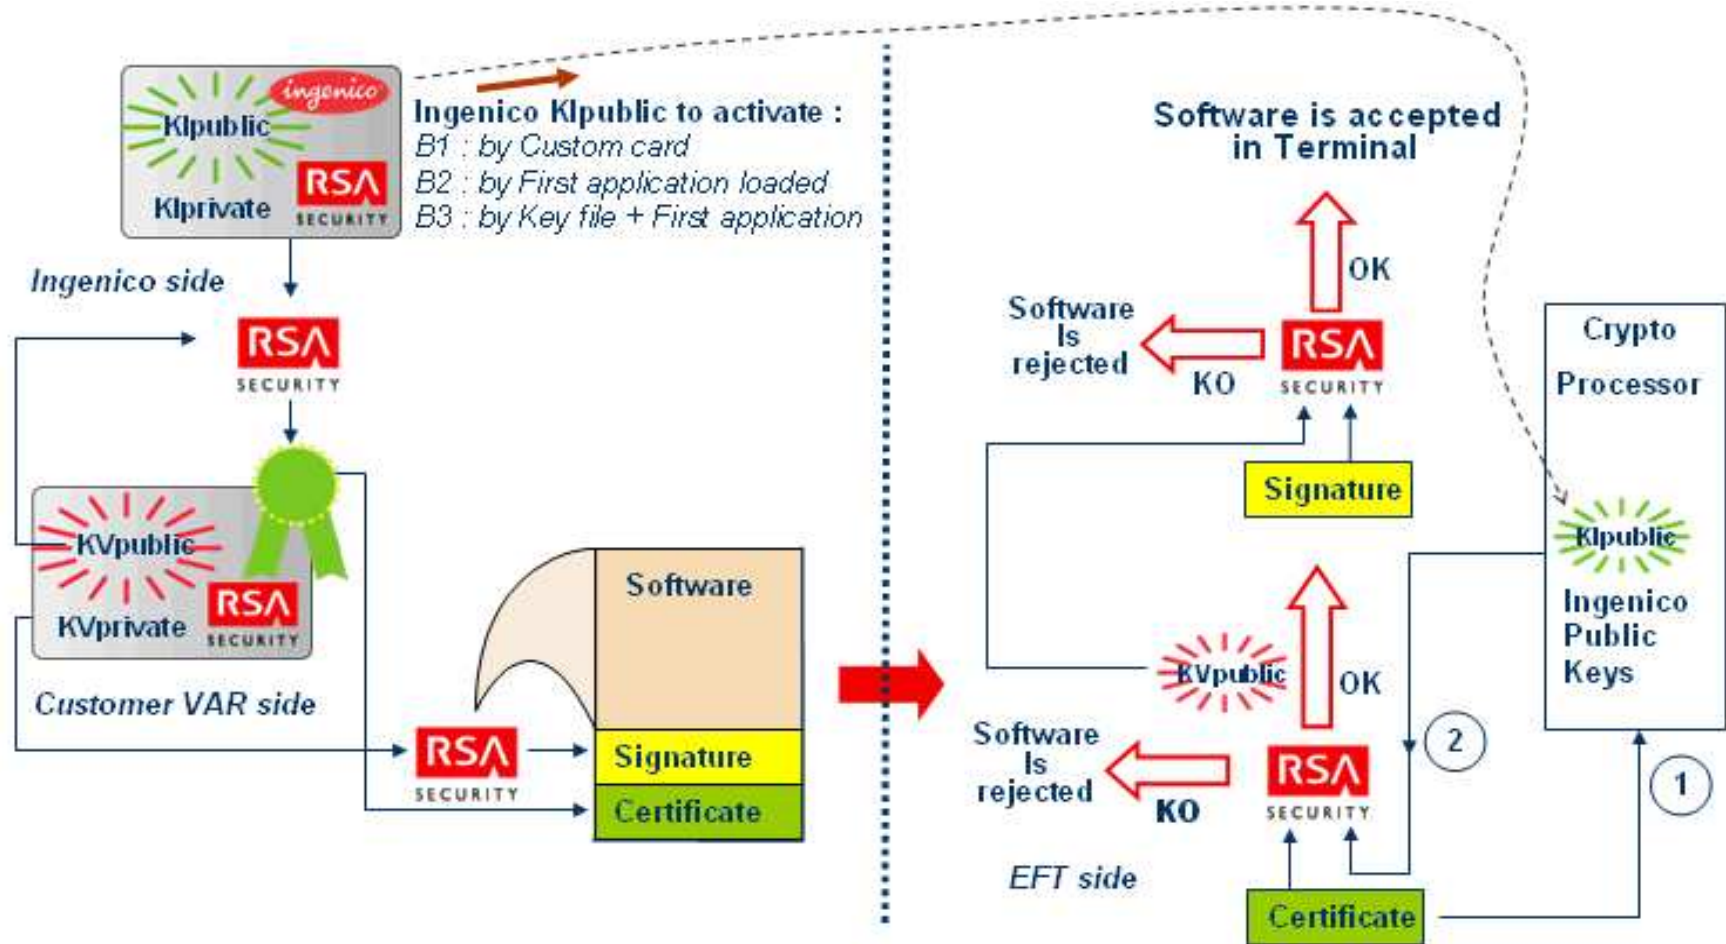 ingenico
KIpublic
RSA
SECURITY
KIprivate
Ingenico KIpublic to activate :
B1 : by Custom card
B2 : by First application loaded
B3 : by Key file + First application
Ingenico side
RSA
SECURITY
KVpublic
RSA
SECURITY
KVprivate
Customer VAR side
RSA
SECURITY
Software
Signature
Certificate
Software is accepted
in Terminal
OK
Software
Is
rejected
KO
RSA
SECURITY
Signature
Crypto
Processor
KIpublic
Ingenico
Public
Keys
KVpublic
OK
Software
Is
rejected
KO
RSA
SECURITY
2
1
EFT side
Certificate